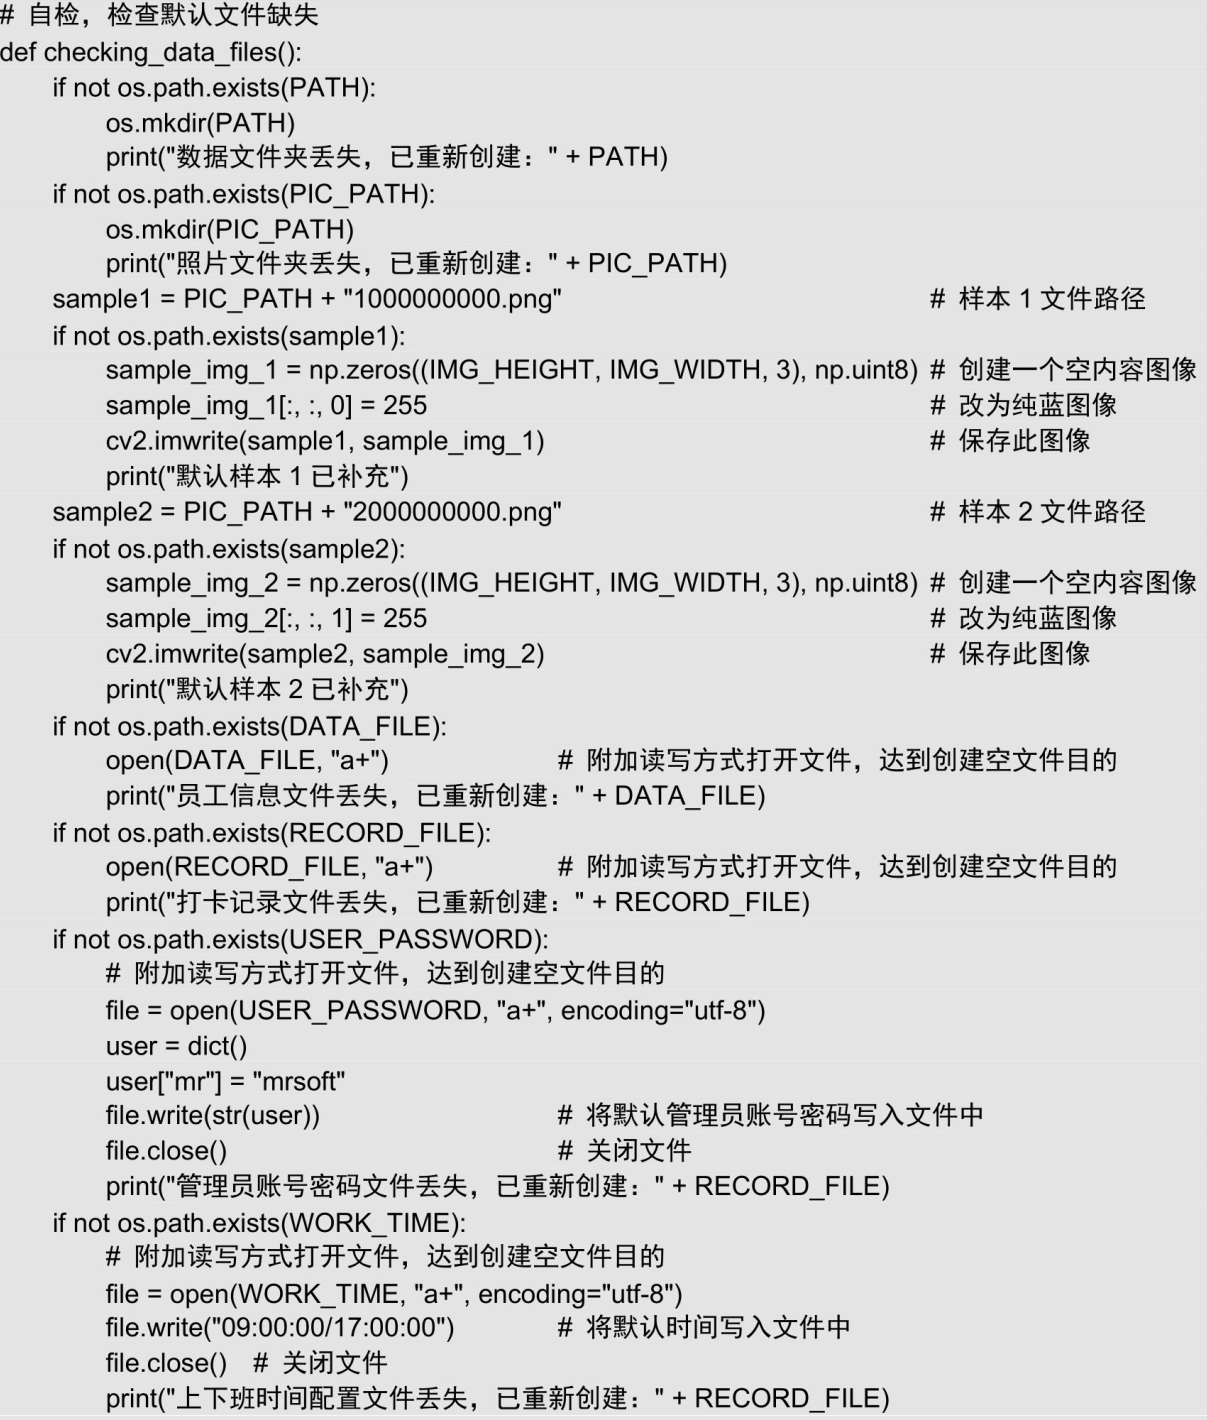 # 自检，检查默认文件缺失
def checking_data_files():
    if not os.path.exists(PATH):
        os.mkdir(PATH)
        print("数据文件夹丢失，已重新创建：" + PATH)
    if not os.path.exists(PIC_PATH):
        os.mkdir(PIC_PATH)
        print("照片文件夹丢失，已重新创建：" + PIC_PATH)
    sample1 = PIC_PATH + "1000000000.png" # 样本 1 文件路径
    if not os.path.exists(sample1):
        sample_img_1 = np.zeros((IMG_HEIGHT, IMG_WIDTH, 3), np.uint8) # 创建一个空内容图像
        sample_img_1[:, :, 0] = 255 # 改为纯蓝图像
        cv2.imwrite(sample1, sample_img_1) # 保存此图像
        print("默认样本 1 已补充")
    sample2 = PIC_PATH + "2000000000.png" # 样本 2 文件路径
    if not os.path.exists(sample2):
        sample_img_2 = np.zeros((IMG_HEIGHT, IMG_WIDTH, 3), np.uint8) # 创建一个空内容图像
        sample_img_2[:, :, 1] = 255 # 改为纯蓝图像
        cv2.imwrite(sample2, sample_img_2) # 保存此图像
        print("默认样本 2 已补充")
    if not os.path.exists(DATA_FILE):
        open(DATA_FILE, "a+") # 附加读写方式打开文件，达到创建空文件目的
        print("员工信息文件丢失，已重新创建：" + DATA_FILE)
    if not os.path.exists(RECORD_FILE):
        open(RECORD_FILE, "a+") # 附加读写方式打开文件，达到创建空文件目的
        print("打卡记录文件丢失，已重新创建：" + RECORD_FILE)
    if not os.path.exists(USER_PASSWORD):
        # 附加读写方式打开文件，达到创建空文件目的
        file = open(USER_PASSWORD, "a+", encoding="utf-8")
        user = dict()
        user["mr"] = "mrsoft"
        file.write(str(user)) # 将默认管理员账号密码写入文件中
        file.close() # 关闭文件
        print("管理员账号密码文件丢失，已重新创建：" + RECORD_FILE)
    if not os.path.exists(WORK_TIME):
        # 附加读写方式打开文件，达到创建空文件目的
        file = open(WORK_TIME, "a+", encoding="utf-8")
        file.write("09:00:00/17:00:00") # 将默认时间写入文件中
        file.close() # 关闭文件
        print("上下班时间配置文件丢失，已重新创建：" + RECORD_FILE)